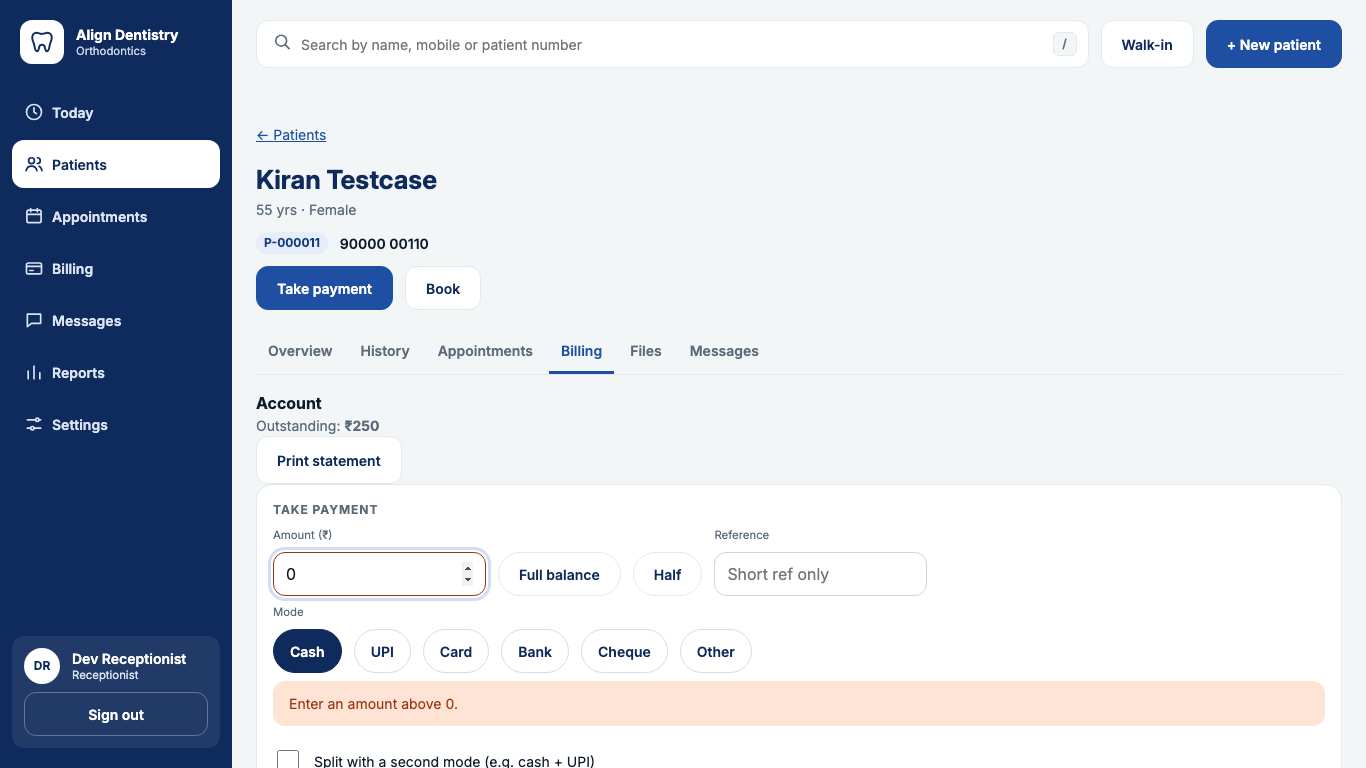 Align Dentistry
Orthodontics
Today
Patients
Appointments
Billing
Messages
Reports
Settings
DR
Dev Receptionist
Receptionist
Sign out
Search by name, mobile or patient number
/
Walk-in
+ New patient
← Patients
Kiran Testcase
55 yrs · Female
P-000011 90000 00110
Take payment Book
Overview History Appointments Billing Files Messages
Account
Outstanding: ₹250
Print statement
TAKE PAYMENT
Amount (₹) Reference
0 Full balance Half Short ref only
Mode
Cash UPI Card Bank Cheque Other
Enter an amount above 0.
Split with a second mode (e.g. cash + UPI)